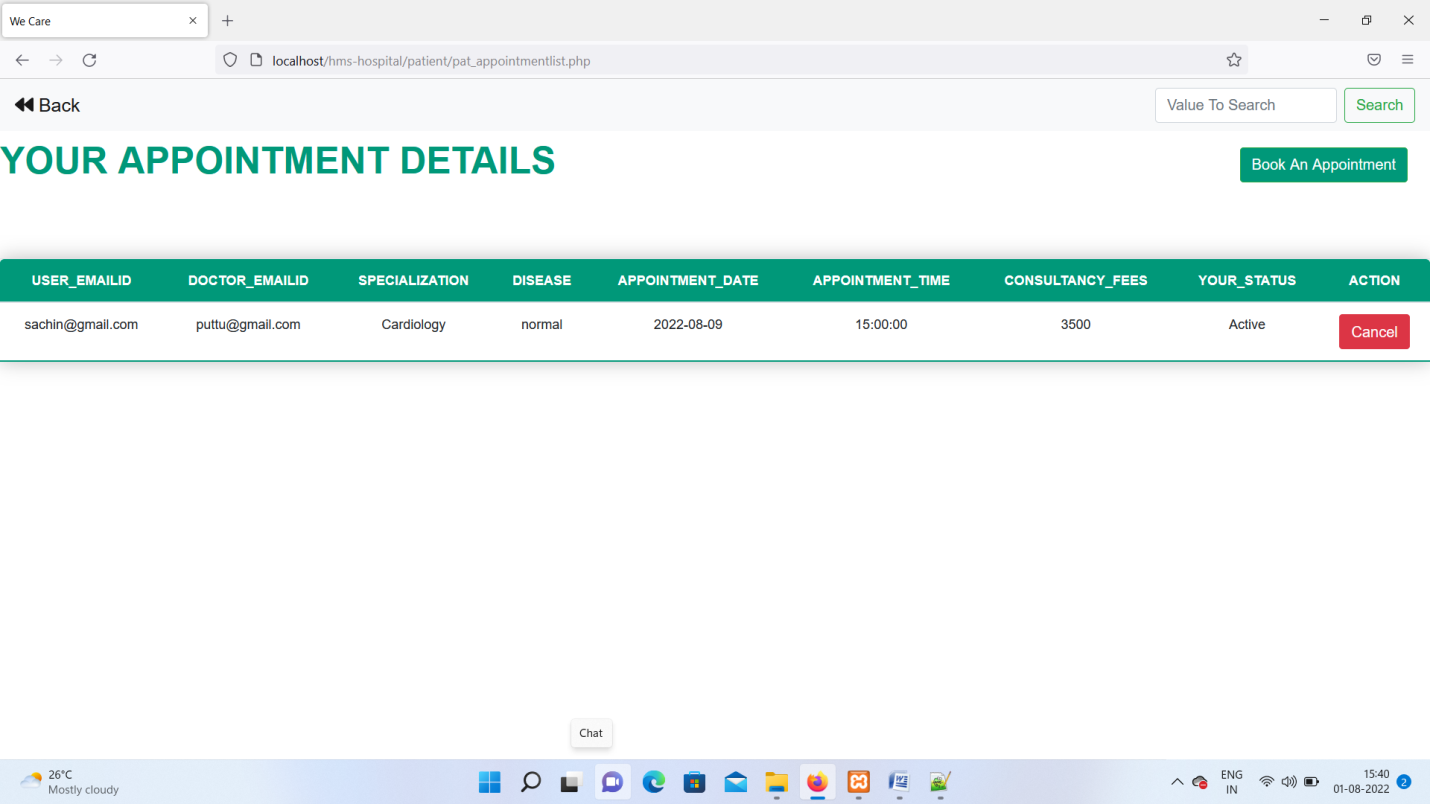 We Care
localhost/hms-hospital/patient/pat_appointmentlist.php
Back
Value To Search
Search
YOUR APPOINTMENT DETAILS
Book An Appointment
USER_EMAILID DOCTOR_EMAILID SPECIALIZATION DISEASE APPOINTMENT_DATE APPOINTMENT_TIME CONSULTANCY_FEES YOUR_STATUS ACTION
sachin@gmail.com puttu@gmail.com Cardiology normal 2022-08-09 15:00:00 3500 Active Cancel
Chat
26°C
Mostly cloudy
ENG
IN
15:40
01-08-2022
2